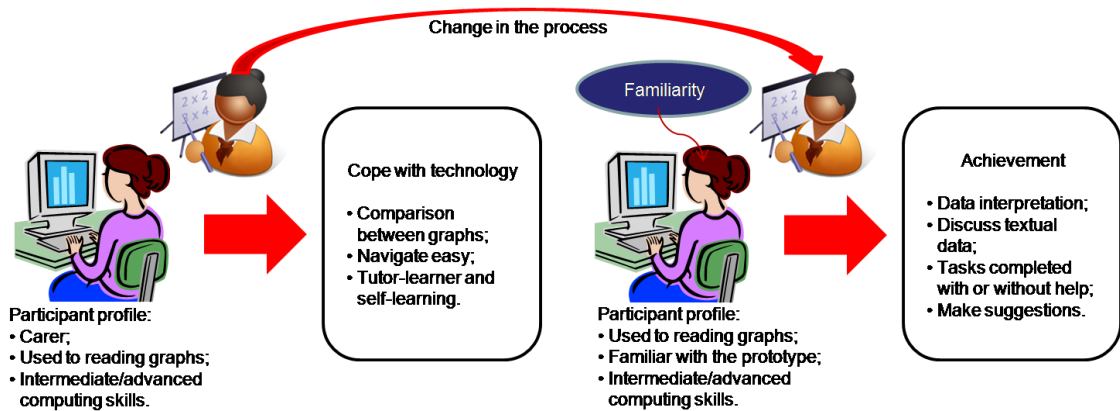 Change in the process
2 x 2
3 x 4
Cope with technology
• Comparison
between graphs;
• Navigate easy;
• Tutor-learner and
self-learning.
Participant profile:
• Carer;
• Used to reading graphs;
• Intermediate/advanced
computing skills.
Familiarity
2 x 2
3 x 4
Achievement
• Data interpretation;
• Discuss textual
data;
• Tasks completed
with or without help;
• Make suggestions.
Participant profile:
• Used to reading graphs;
• Familiar with the prototype;
• Intermediate/advanced
computing skills.